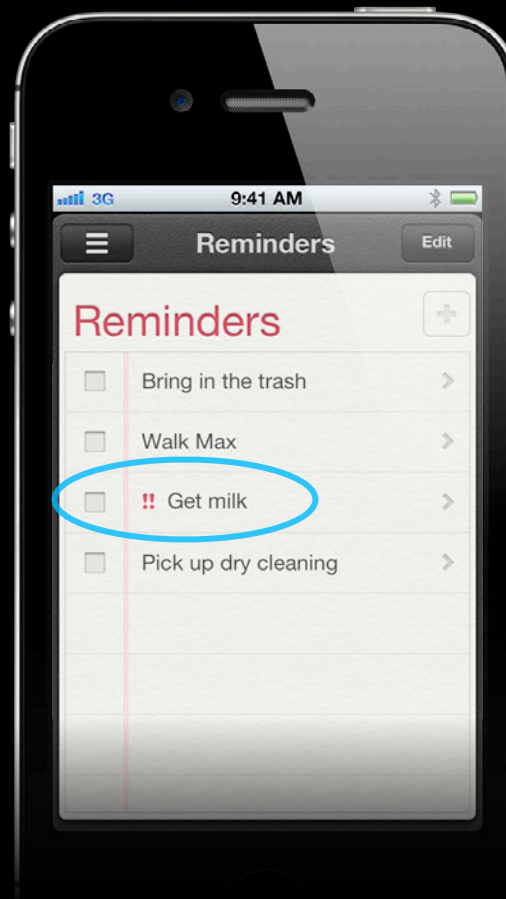 3G 9:41 AM
Reminders Edit
Reminders
Bring in the trash
Walk Max
!! Get milk
Pick up dry cleaning